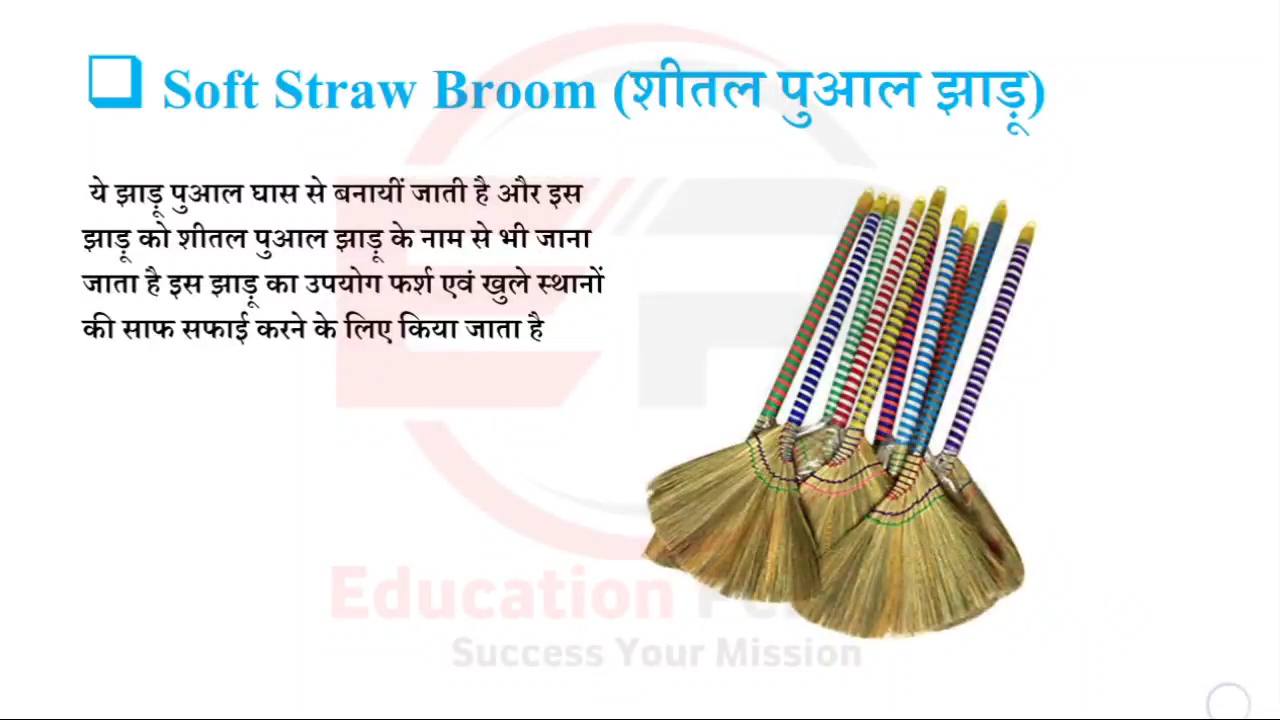 Soft Straw Broom (शीतल पुआल झाड़ू)
ये झाड़ू पुआल घास से बनायीं जाती है और इस
झाड़ू को शीतल पुआल झाड़ू के नाम से भी जाना
जाता है इस झाड़ू का उपयोग फर्श एवं खुले स्थानों
की साफ सफाई करने के लिए किया जाता है
Education
Success Your Mission